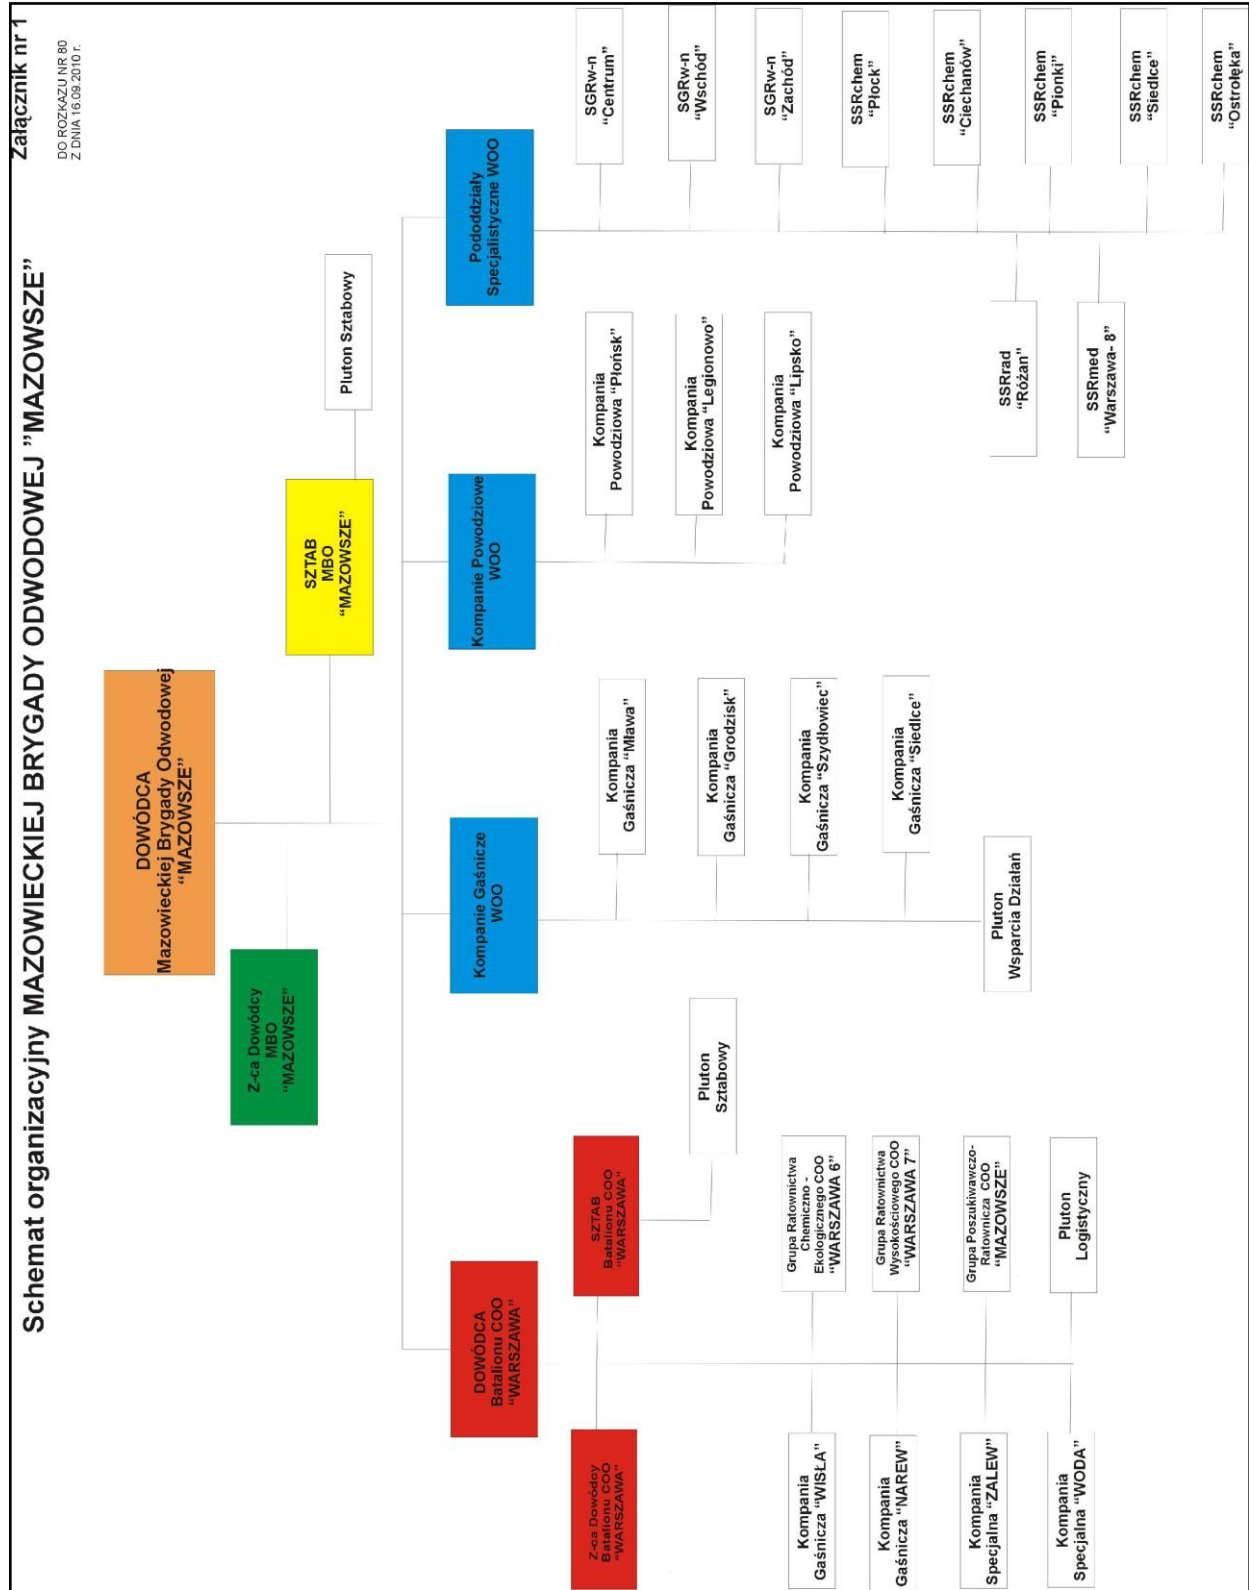 Schemat organizacyjny MAZOWIECKIEJ BRYGADY ODWODOWEJ ”MAZOWSZE”
Załącznik nr 1
DO ROZKAZU NR 80
Z DNIA 16.09.2010 r.
DOWÓDCA
Mazowieckiej Brygady Odwodowej
“MAZOWSZE”
Z-ca Dowódcy
MBO
“MAZOWSZE”
SZTAB
MBO
“MAZOWSZE”
Pluton Sztabowy
DOWÓDCA
Batalionu COO
“WARSZAWA”
Kompanie Gaśnicze
WOO
Kompanie Powodziowe
WOO
Pododdziały
Specjalistyczne WOO
Z-ca Dowódcy
Batalionu COO
“WARSZAWA”
SZTAB
Batalionu COO
“WARSZAWA”
Pluton
Sztabowy
Kompania
Gaśnicza “WISŁA”
Grupa Ratownictwa
Chemiczno -
Ekologicznego COO
“WARSZAWA 6”
Kompania
Gaśnicza “NAREW”
Grupa Ratownictwa
Wysokościowego COO
“WARSZAWA 7”
Kompania
Specjalna “ZALEW”
Grupa Poszukiwawczo-
Ratownicza COO
“MAZOWSZE”
Kompania
Specjalna “WODA”
Pluton
Logistyczny
Kompania
Gaśnicza “Mława”
Kompania
Gaśnicza “Grodzisk”
Kompania
Gaśnicza “Szydłowiec”
Kompania
Gaśnicza “Siedlce”
Pluton
Wsparcia Działań
Kompania
Powodziowa “Płońsk”
Kompania
Powodziowa “Legionowo”
Kompania
Powodziowa “Lipsko”
SGRw-n
“Centrum”
SGRw-n
“Wschód”
SGRw-n
“Zachód”
SSRchem
“Płock”
SSRchem
“Ciechanów”
SSRchem
“Pionki”
SSRchem
“Siedlce”
SSRchem
“Ostrołęka”
SSRrad
“Różan”
SSRmed
“Warszawa- 8”